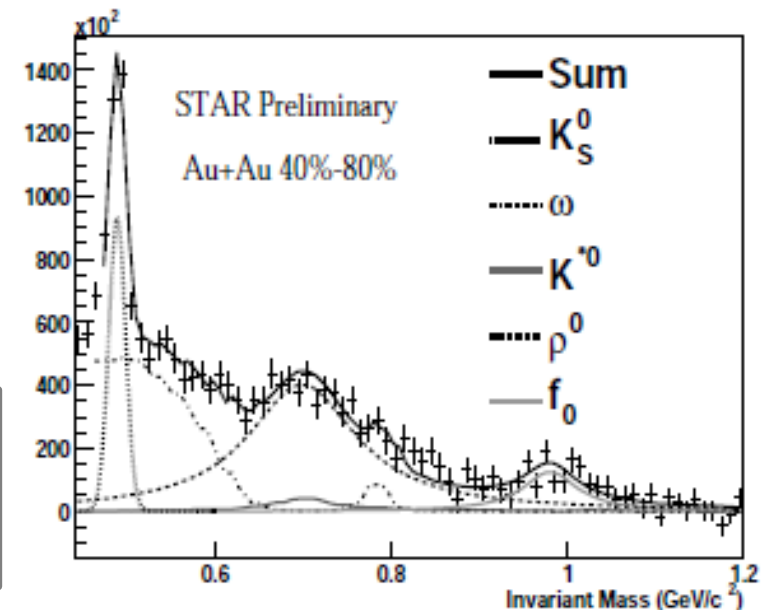 x10²
1400
1200
1000
800
600
400
200
0
STAR Preliminary
Au+Au 40%-80%
Sum
K⁰S
ω
K*⁰
ρ⁰
f₀
0.6
0.8
1
1.2
Invariant Mass (GeV/c ²)